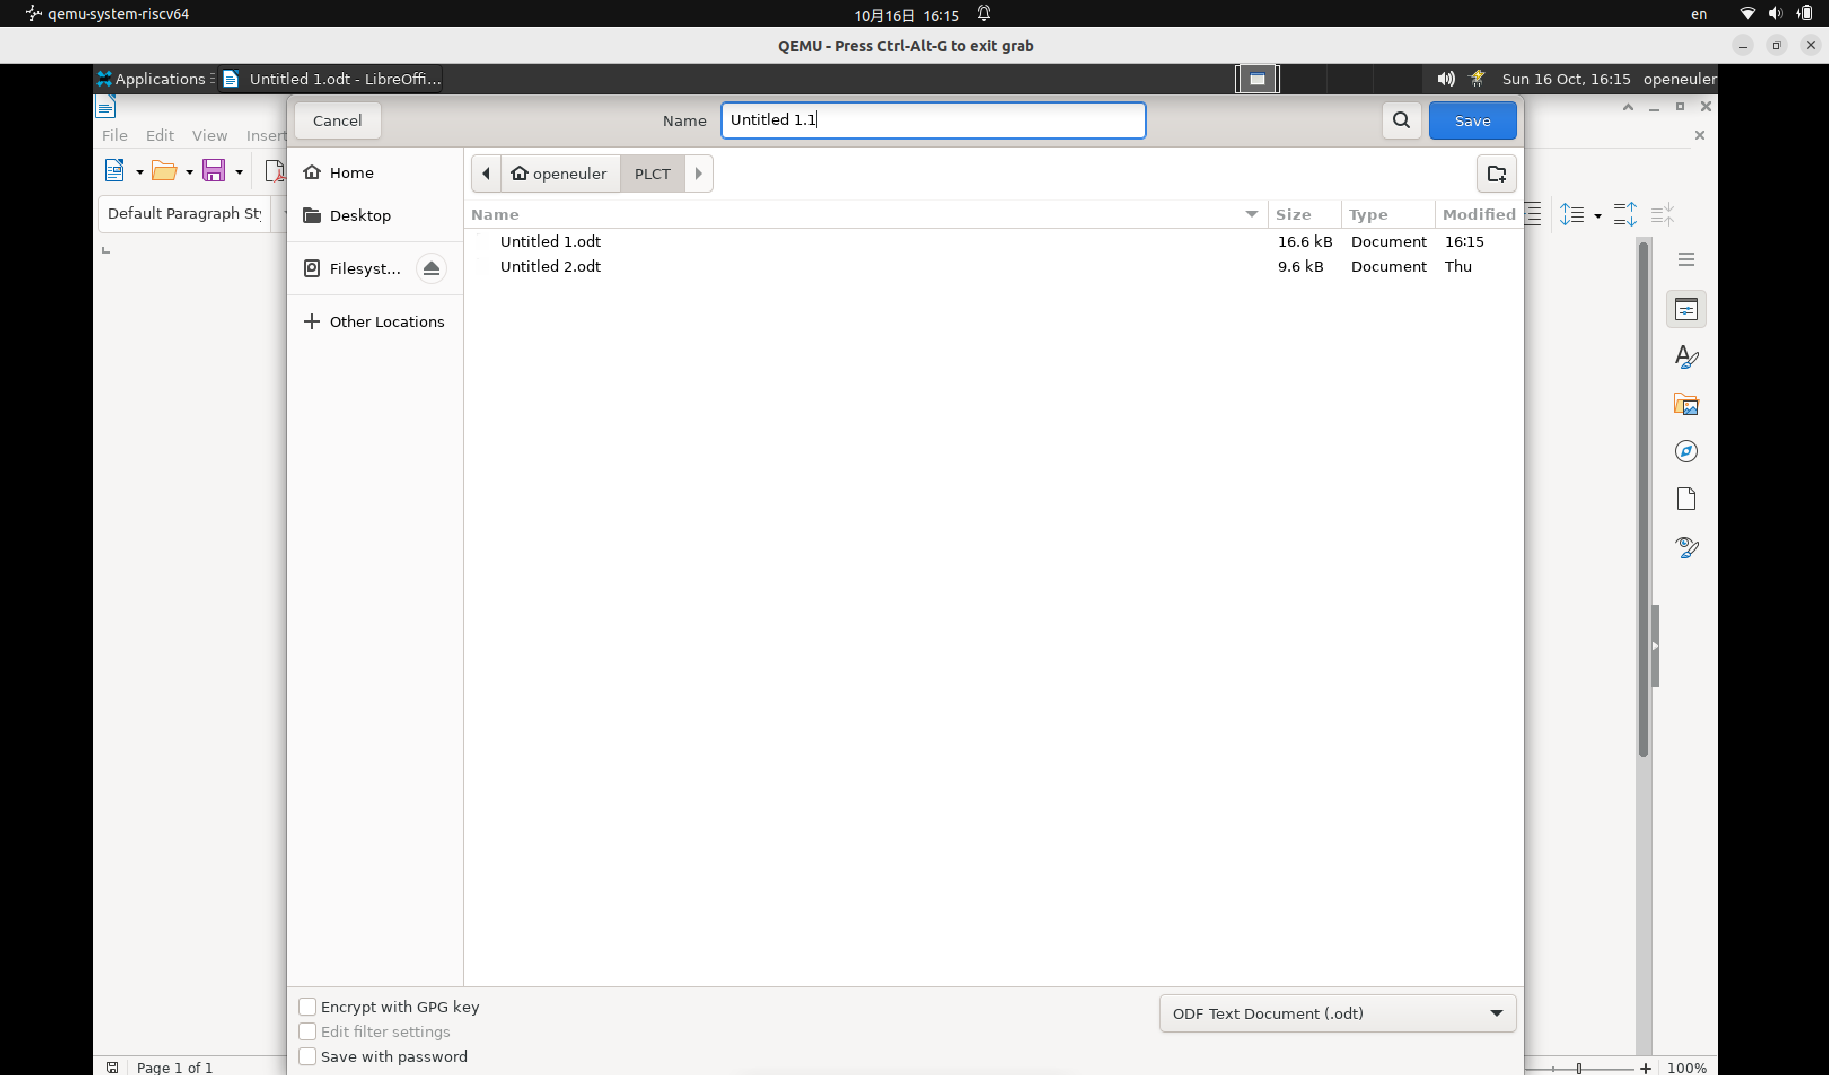 qemu-system-riscv64
10月16日 16:15
en
QEMU - Press Ctrl-Alt-G to exit grab
Applications
Untitled 1.odt - LibreOffi...
Sun 16 Oct, 16:15
openeuler
File Edit View Insert
Cancel
Name
Untitled 1.1
Save
Default Paragraph Sty
Home
Desktop
Filesyst...
Other Locations
openeuler
PLCT
Name Size Type Modified
Untitled 1.odt 16.6 kB Document 16:15
Untitled 2.odt 9.6 kB Document Thu
Encrypt with GPG key
Edit filter settings
Save with password
ODF Text Document (.odt)
Page 1 of 1
100%